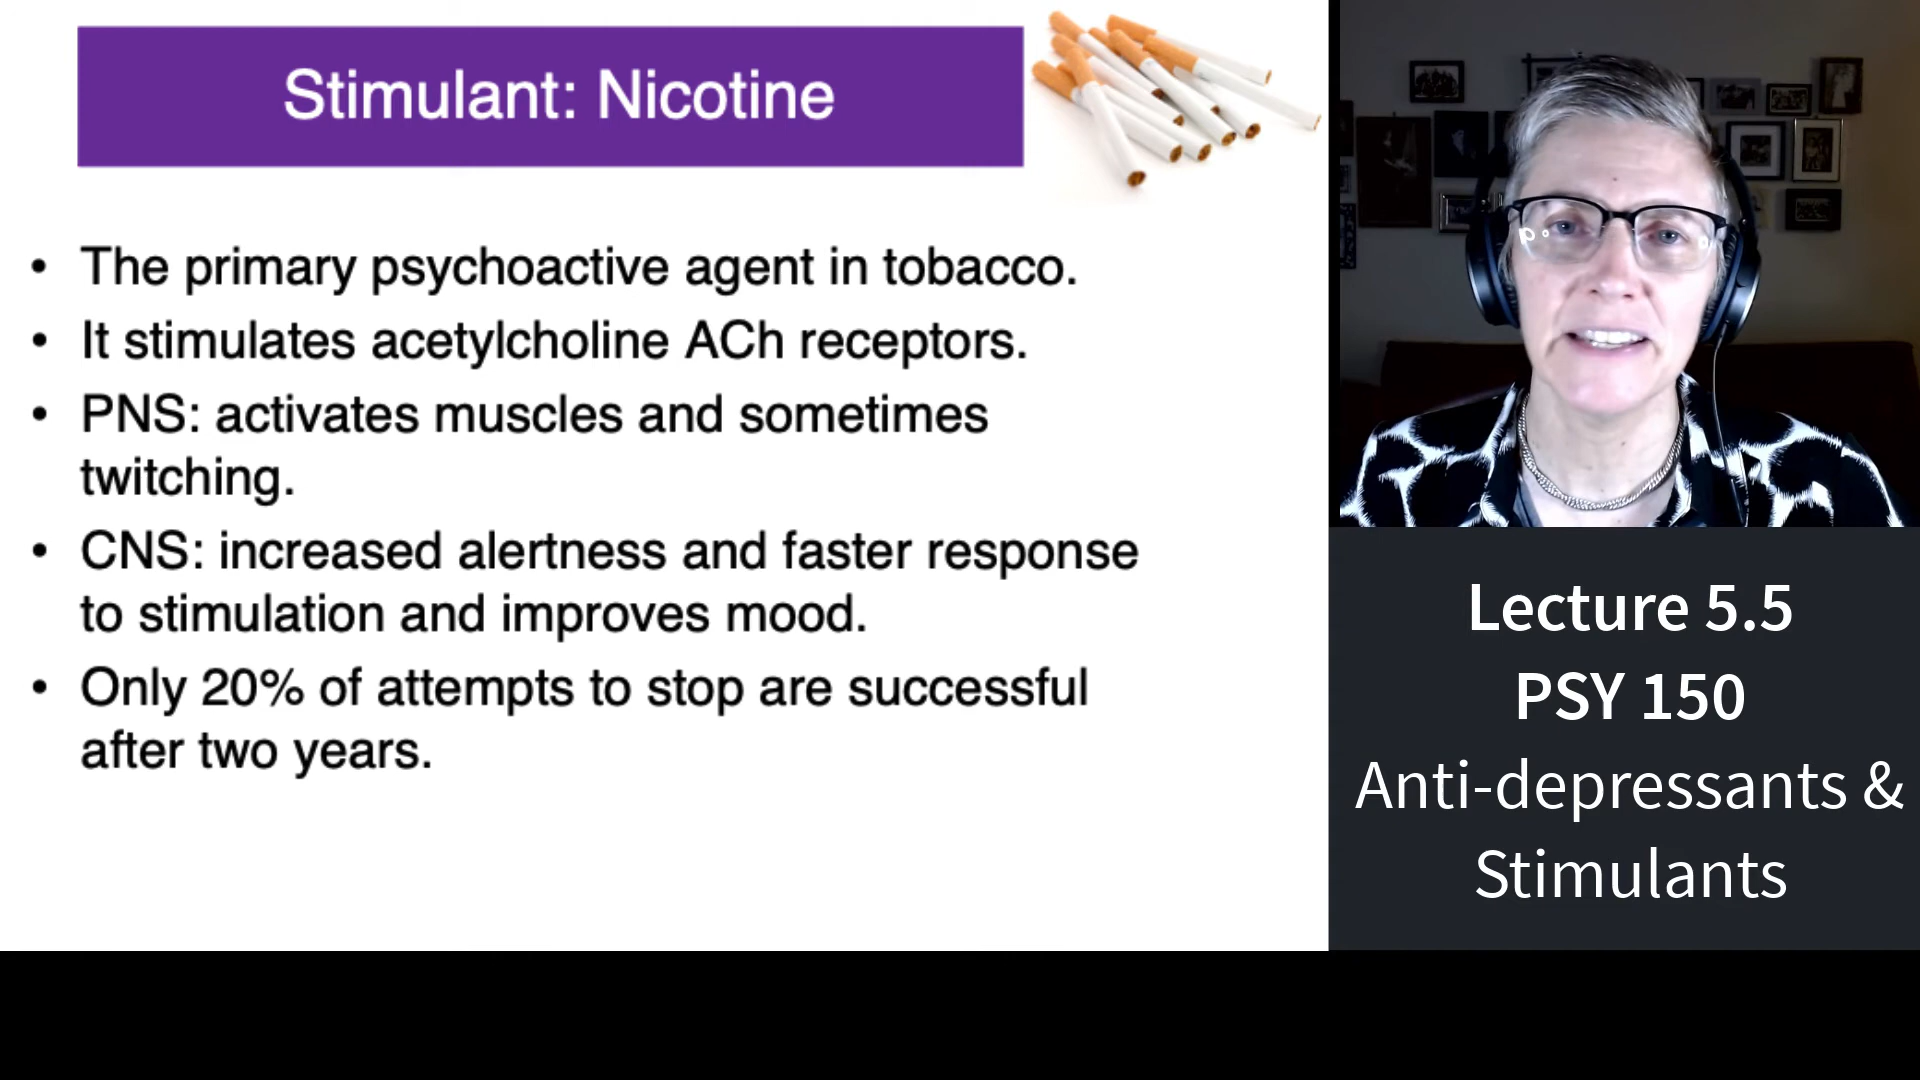 Stimulant: Nicotine
• The primary psychoactive agent in tobacco.
• It stimulates acetylcholine ACh receptors.
• PNS: activates muscles and sometimes
twitching.
• CNS: increased alertness and faster response
to stimulation and improves mood.
• Only 20% of attempts to stop are successful
after two years.
Lecture 5.5
PSY 150
Anti-depressants &
Stimulants